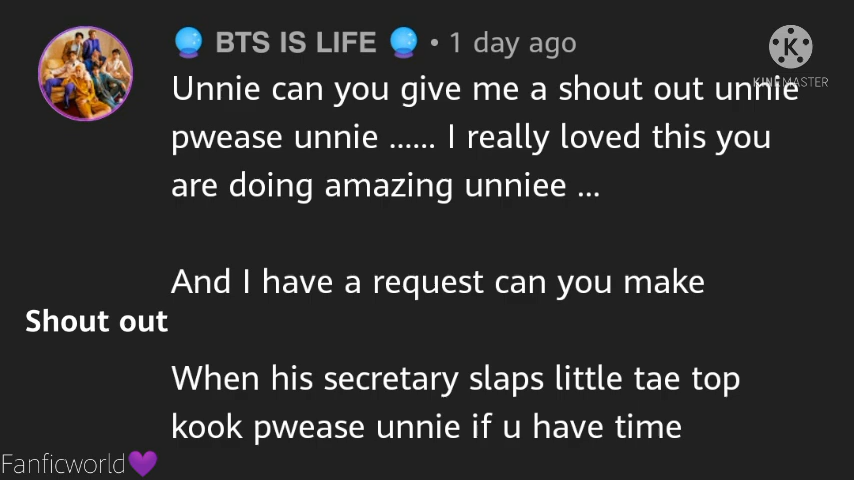 🔮 BTS IS LIFE 🔮 • 1 day ago
K
KINEMASTER
Unnie can you give me a shout out unnie
pwease unnie ...... I really loved this you
are doing amazing unniee ...
And I have a request can you make
Shout out
When his secretary slaps little tae top
kook pwease unnie if u have time
Fanficworld💜